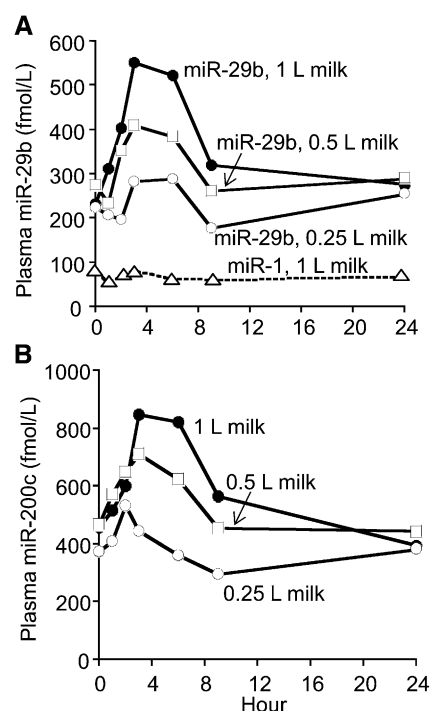 A
600
500
400
300
200
100
0
Plasma miR-29b (fmol/L)
miR-29b, 1 L milk
miR-29b, 0.5 L milk
miR-29b, 0.25 L milk
miR-1, 1 L milk
0 4 8 12 16 20 24
B
1000
800
600
400
200
0
Plasma miR-200c (fmol/L)
1 L milk
0.5 L milk
0.25 L milk
0 4 8 12 16 20 24
Hour